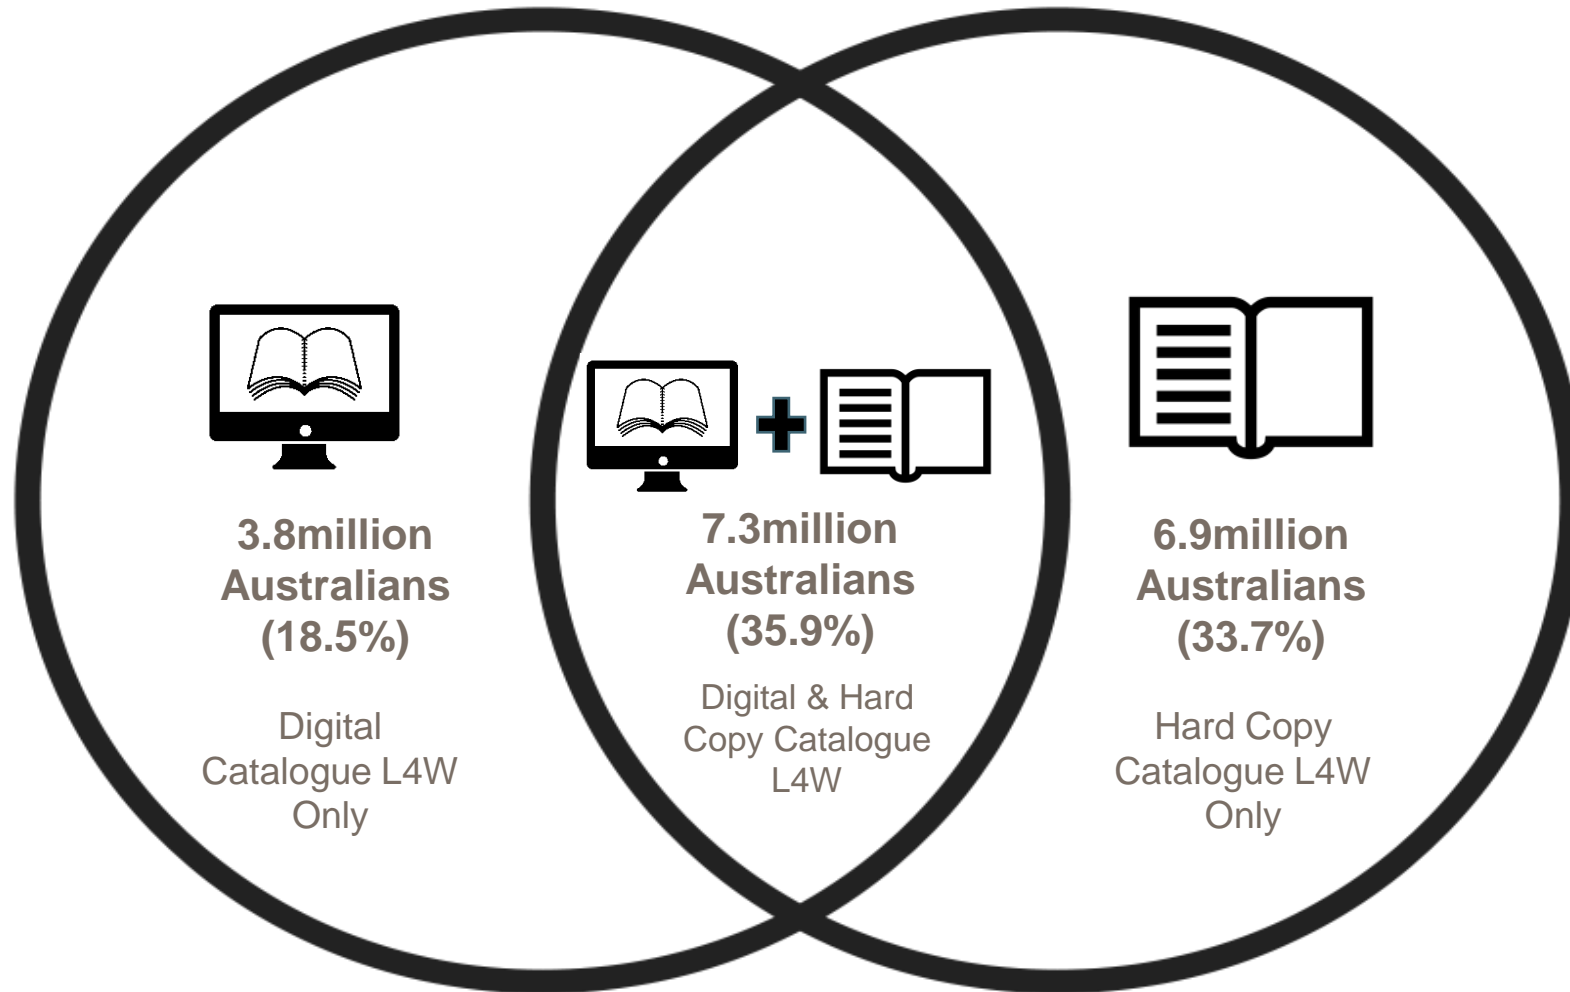 3.8million
Australians
(18.5%)
Digital
Catalogue L4W
Only
7.3million
Australians
(35.9%)
Digital & Hard
Copy Catalogue
L4W
6.9million
Australians
(33.7%)
Hard Copy
Catalogue L4W
Only